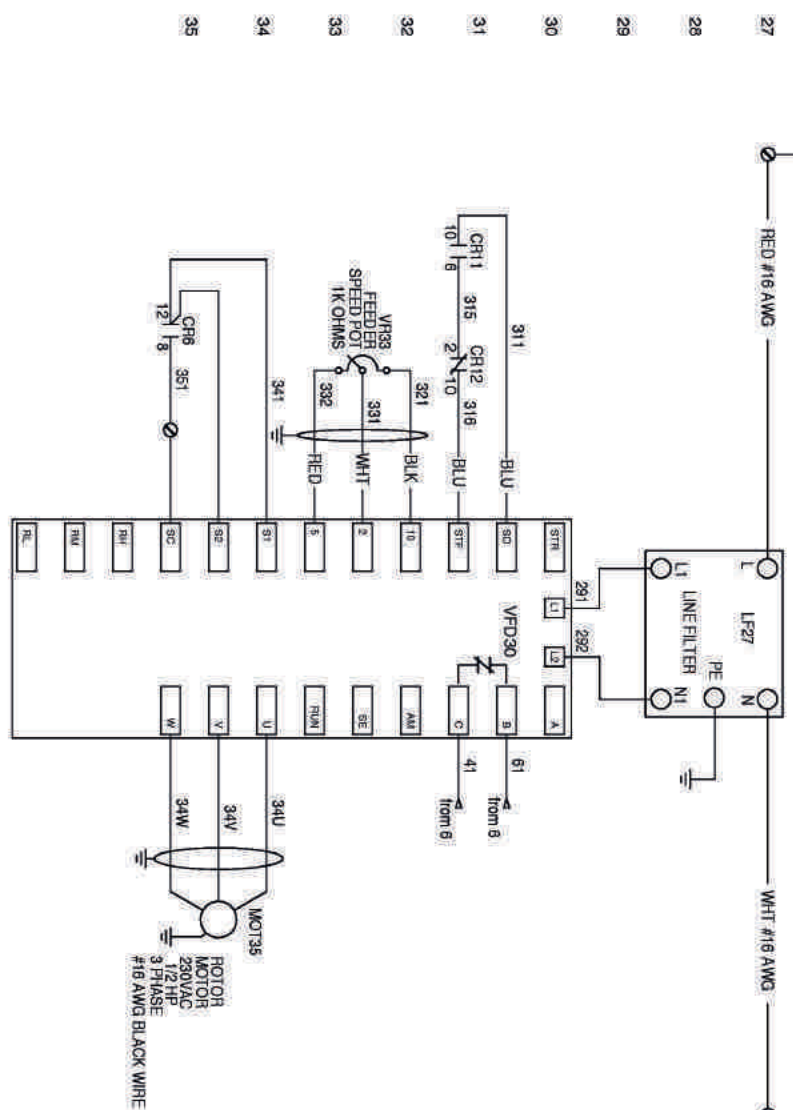 27
28
29
30
31
32
33
34
35
RED #16 AWG
WHT #16 AWG
L
LF27
N
LINE FILTER
PE
L1
N1
291
292
L1
L2
VFD30
STR
A
311
BLU
SD
B
61
from 6
CR11
10
6
315
CR12
2
10
316
BLU
STF
C
41
from 6
321
BLK
10
AM
VR33
FEEDER
SPEED POT
1K OHMS
331
WHT
2
SE
332
RED
5
RUN
341
S1
U
34U
S2
V
34V
CR6
12
8
351
SC
W
34W
RH
RM
RL
MOT35
ROTOR
MOTOR
230VAC
1/2 HP
3 PHASE
#16 AWG BLACK WIRE